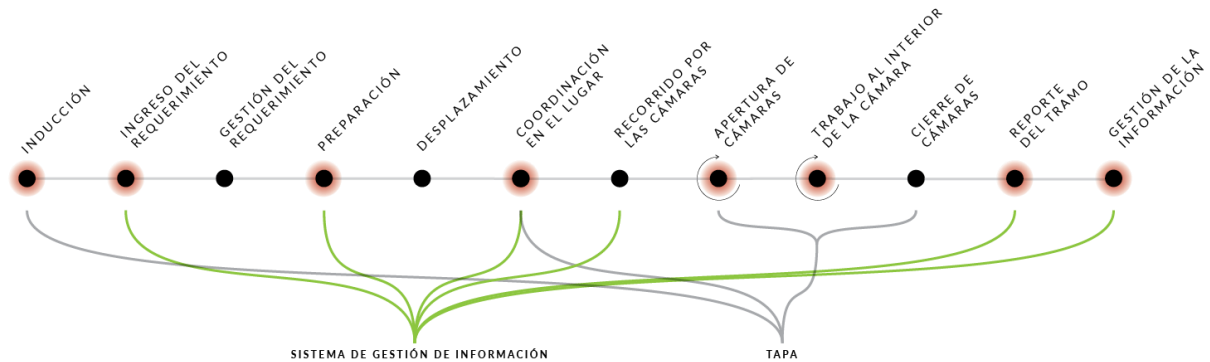 INDUCCIÓN
INGRESO DEL
REQUERIMIENTO
GESTIÓN DEL
REQUERIMIENTO
PREPARACIÓN
DESPLAZAMIENTO
COORDINACIÓN
EN EL LUGAR
RECORRIDO POR
LAS CÁMARAS
APERTURA DE
CÁMARAS
TRABAJO AL INTERIOR
DE LA CÁMARA
CIERRE DE
CÁMARAS
REPORTE
DEL TRAMO
GESTIÓN DE LA
INFORMACIÓN
SISTEMA DE GESTIÓN DE INFORMACIÓN
TAPA